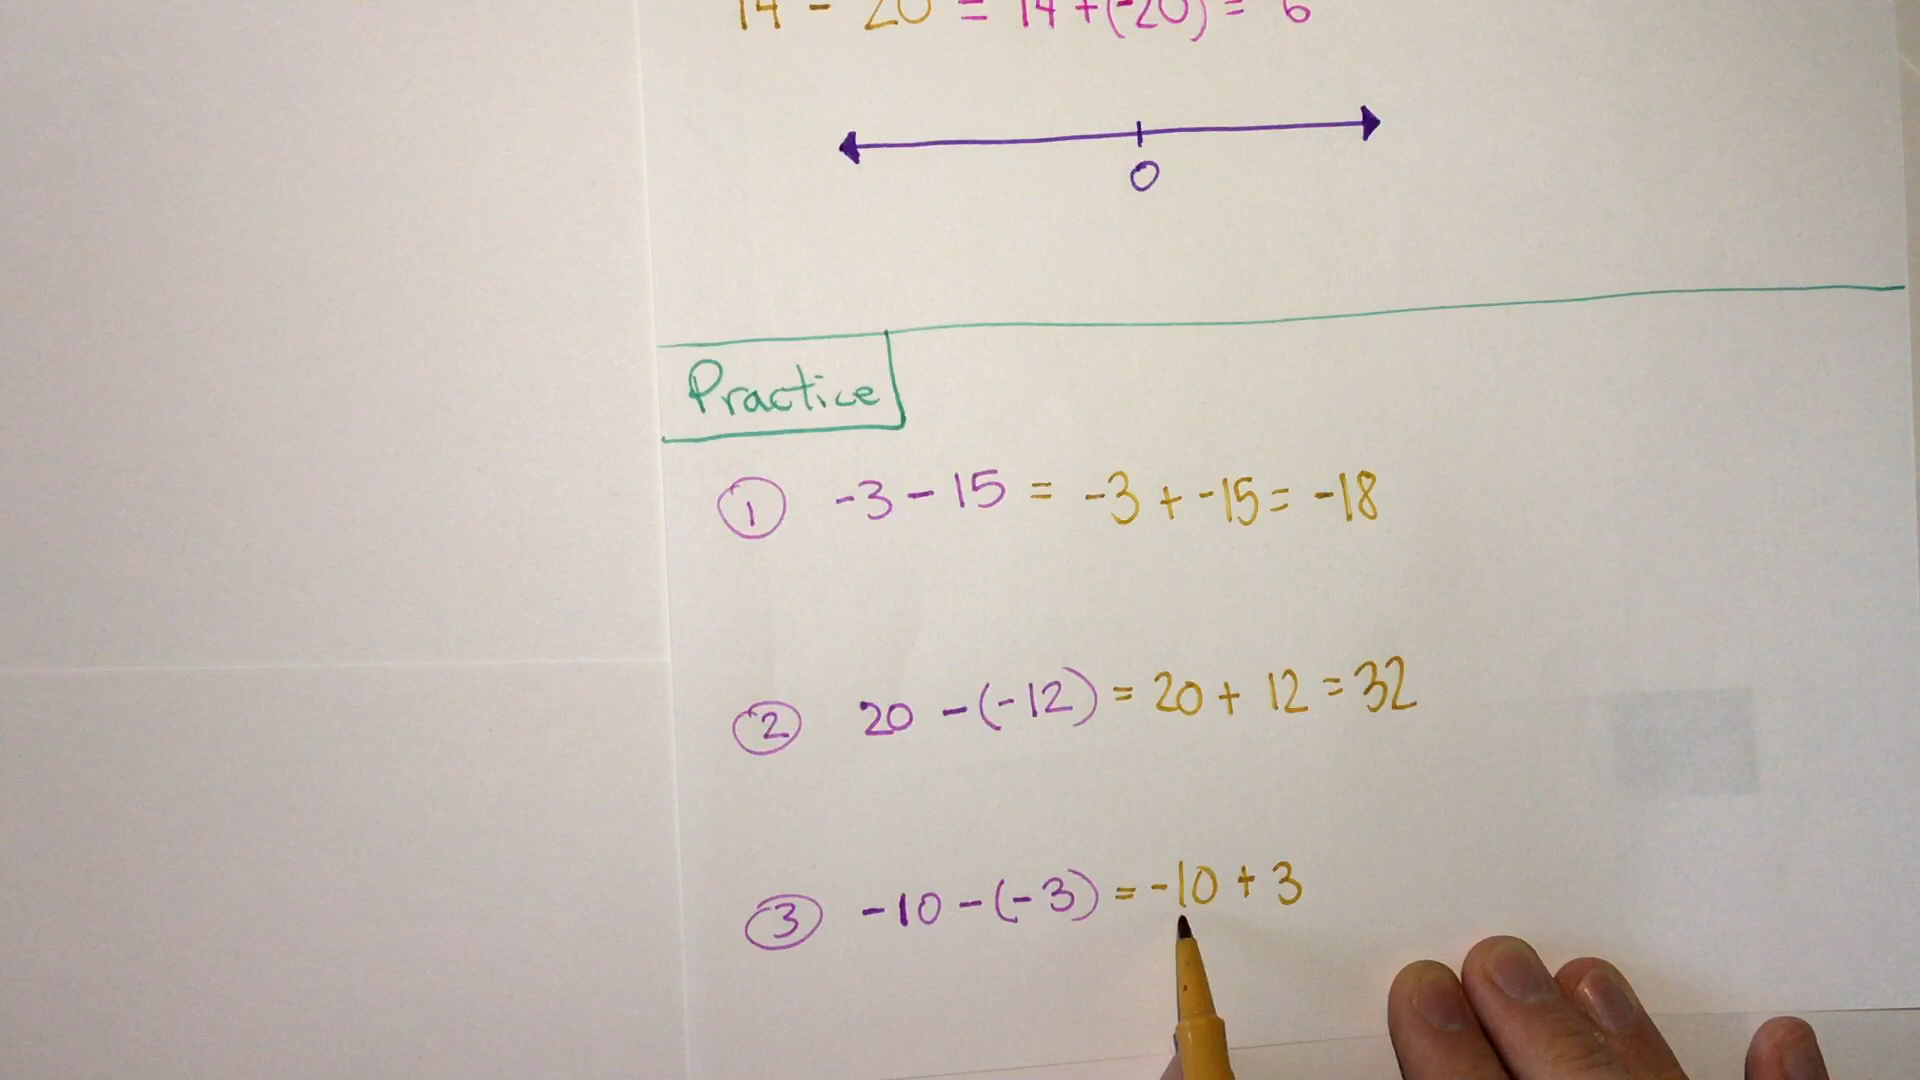 14 - 20 = 14 + (-20) = 6
0
Practice
1 -3 - 15 = -3 + -15 = -18
2 20 - (-12) = 20 + 12 = 32
3 -10 - (-3) = -10 + 3